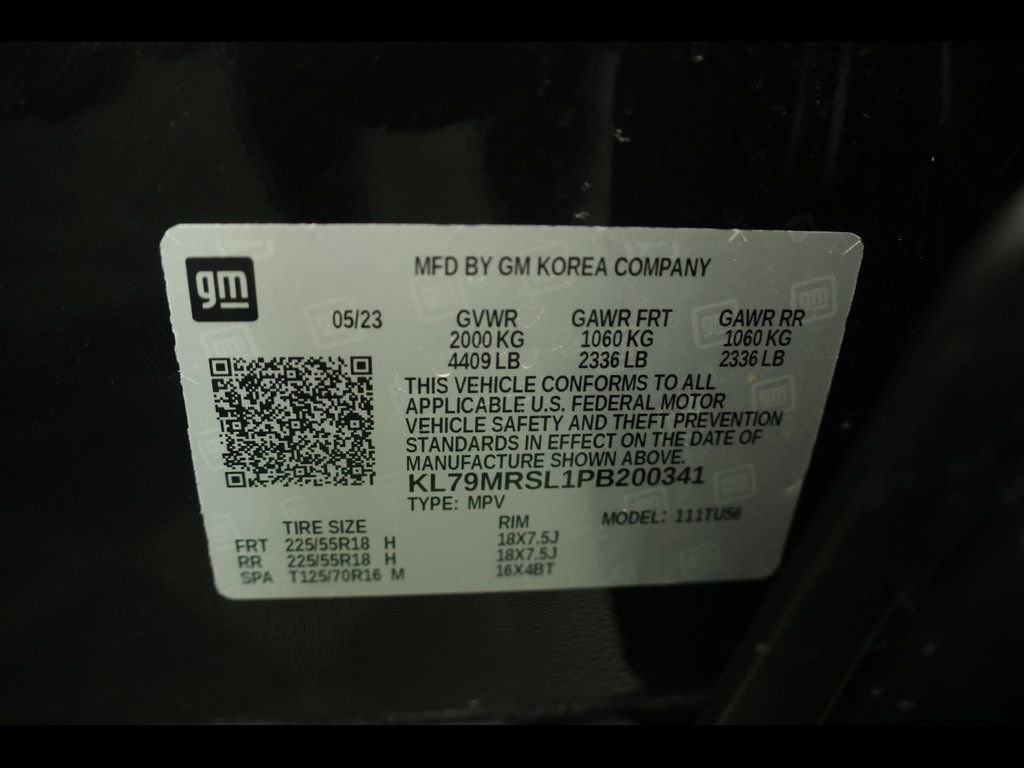 gm
MFD BY GM KOREA COMPANY
05/23 GVWR GAWR FRT GAWR RR
2000 KG 1060 KG 1060 KG
4409 LB 2336 LB 2336 LB
THIS VEHICLE CONFORMS TO ALL
APPLICABLE U.S. FEDERAL MOTOR
VEHICLE SAFETY AND THEFT PREVENTION
STANDARDS IN EFFECT ON THE DATE OF
MANUFACTURE SHOWN ABOVE.
KL79MRSL1PB200341
TYPE: MPV
MODEL: 111TU56
TIRE SIZE RIM
FRT 225/55R18 H 18X7.5J
RR 225/55R18 H 18X7.5J
SPA T125/70R16 M 16X4BT